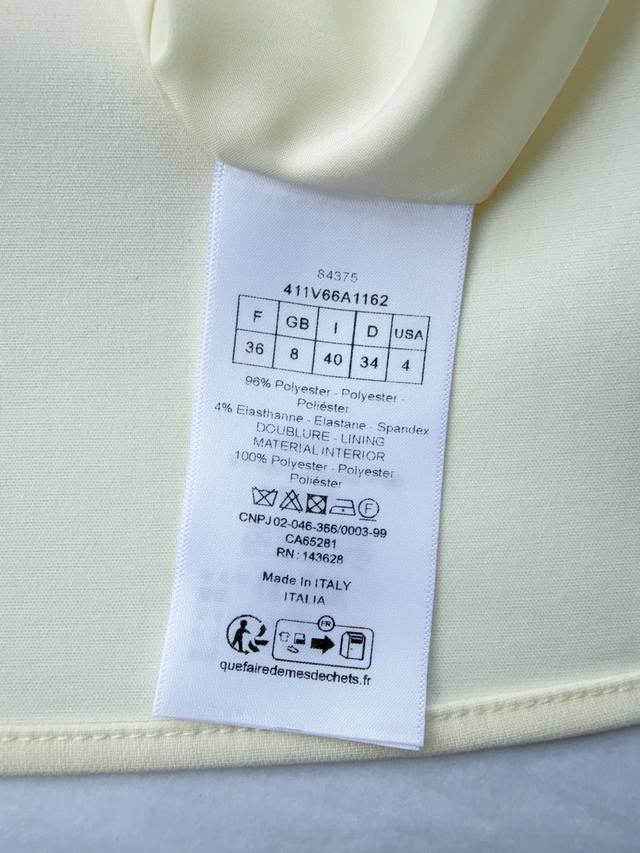 84375
411V66A1162
F GB I D USA
36 8 40 34 4
96% Polyester - Polyester -
Poliéster
4% Elasthanne - Elastane - Spandex
DOUBLURE - LINING
MATERIAL INTERIOR
100% Polyester - Polyester
Poliéster
F
CNPJ 02-046-366/0003-99
CA65281
RN : 143628
Made In ITALY
ITALIA
FR
quefairedemesdechets.fr